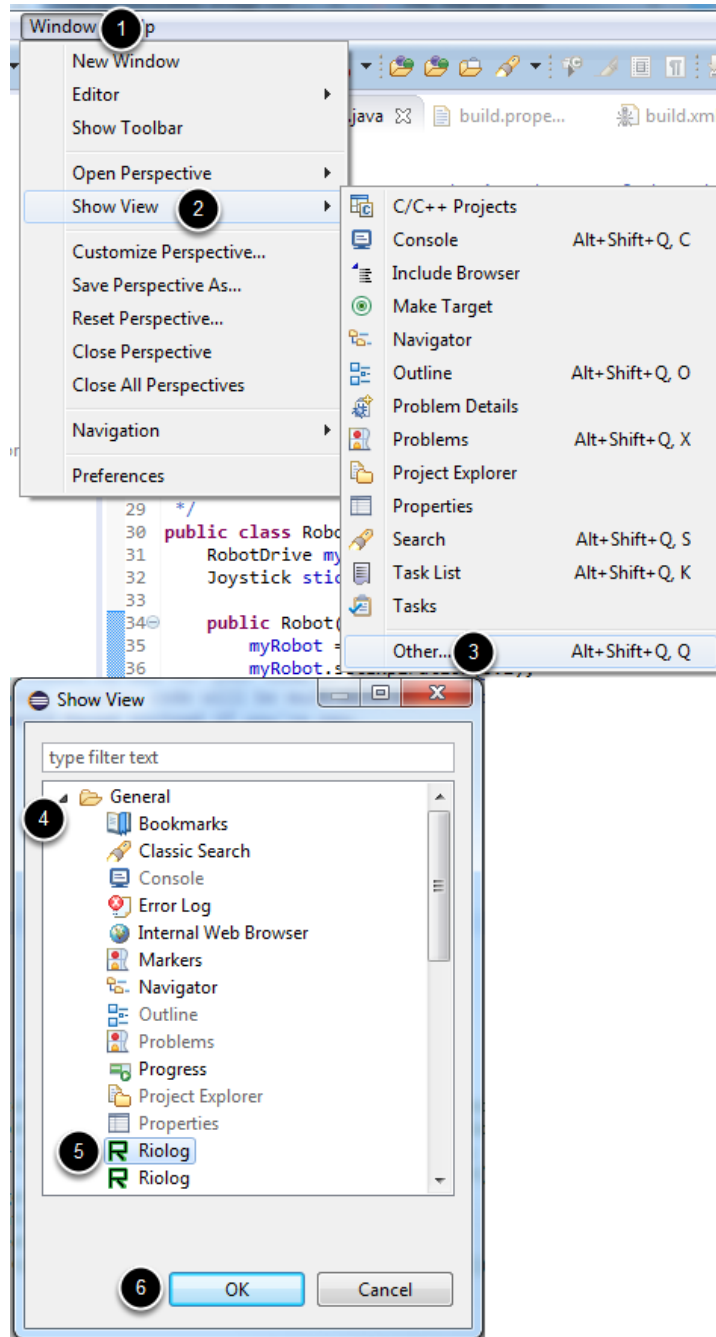 Window 1 p
New Window
Editor
.java build.prope... build.xm
Show Toolbar
Open Perspective
Show View 2
C/C++ Projects
Console Alt+Shift+Q, C
Customize Perspective...
Include Browser
Save Perspective As...
Make Target
Reset Perspective...
Navigator
Close Perspective
Outline Alt+Shift+Q, O
Close All Perspectives
Problem Details
Navigation
Problems Alt+Shift+Q, X
Preferences
Project Explorer
Properties
Search Alt+Shift+Q, S
Task List Alt+Shift+Q, K
Tasks
Other... 3 Alt+Shift+Q, Q
29 */
30 public class Robo
31 RobotDrive my
32 Joystick stic
33
34 public Robot(
35 myRobot =
36 myRobot.s
Show View
type filter text
4 General
Bookmarks
Classic Search
Console
Error Log
Internal Web Browser
Markers
Navigator
Outline
Problems
Progress
Project Explorer
Properties
5 R Riolog
R Riolog
6 OK Cancel